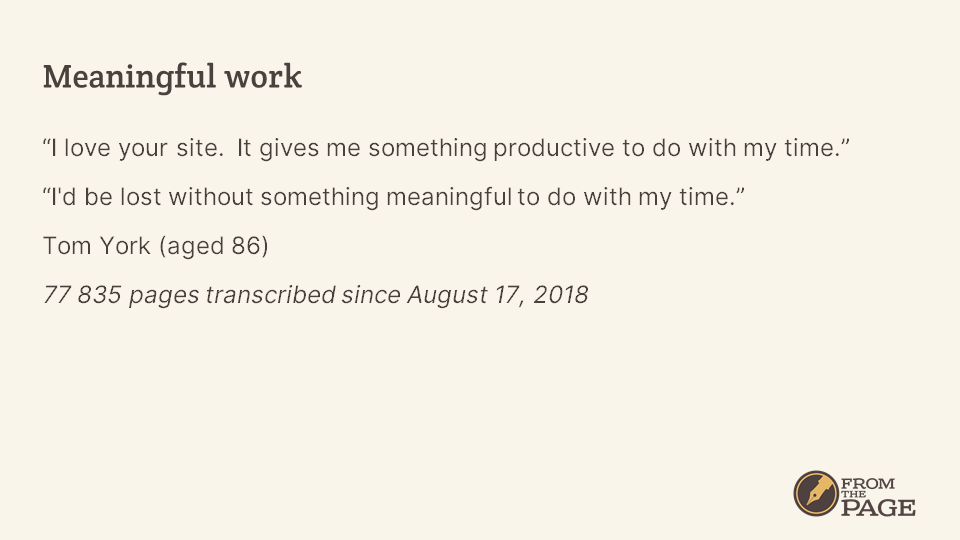 Meaningful work
“I love your site.  It gives me something productive to do with my time.”
“I'd be lost without something meaningful to do with my time.”
Tom York (aged 86)
77 835 pages transcribed since August 17, 2018
FROM
THE
PAGE